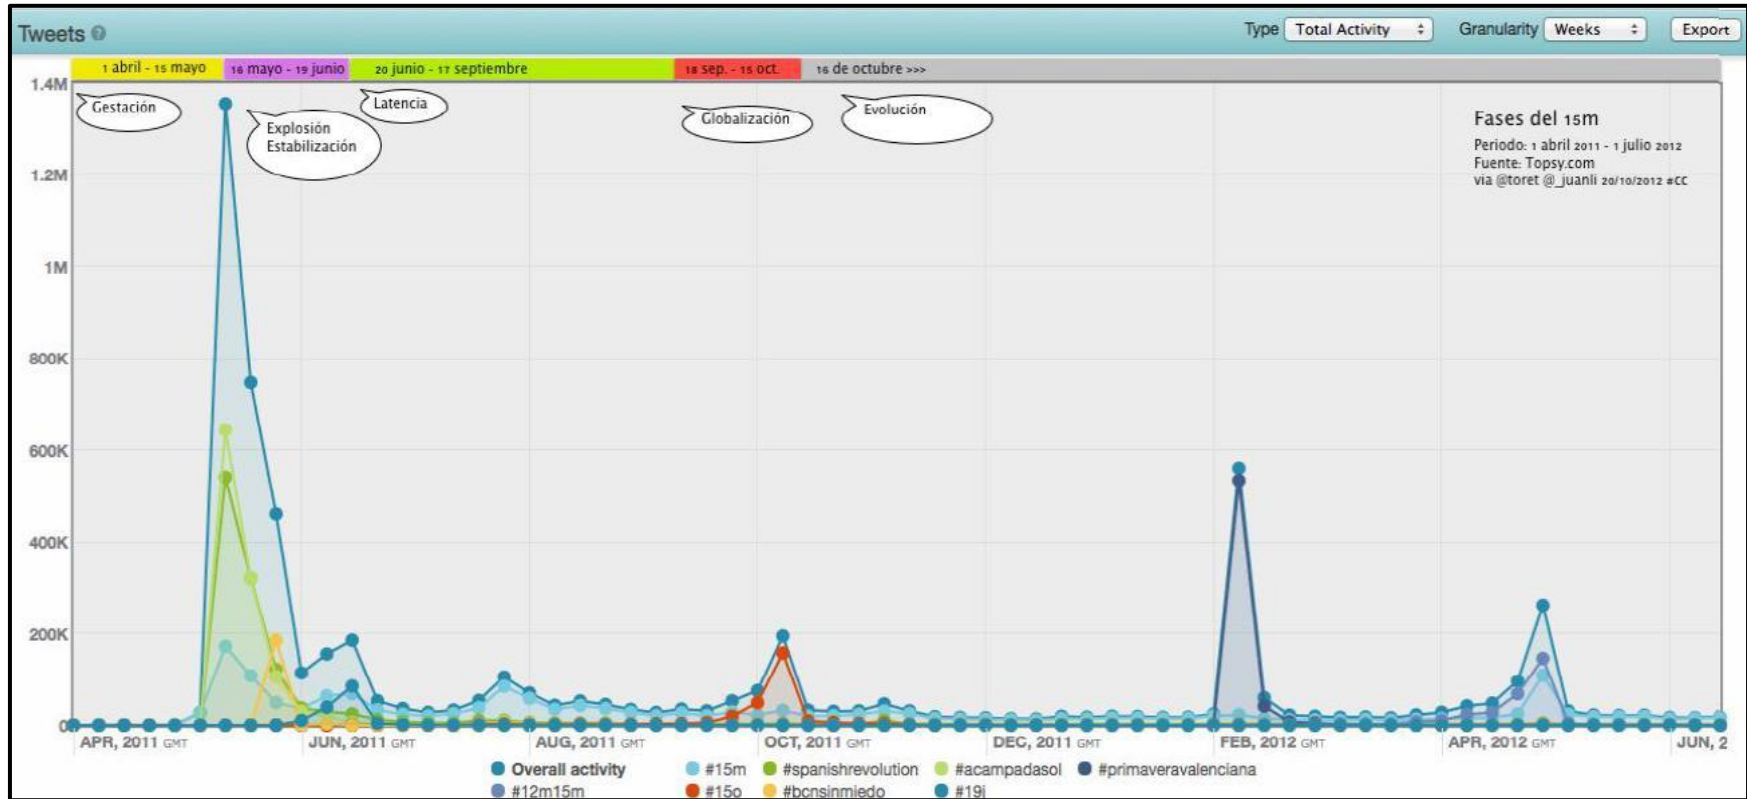 Tweets ?
Type Total Activity Granularity Weeks Export
1 abril - 15 mayo 16 mayo - 19 junio 20 junio - 17 septiembre 18 sep. - 15 oct. 16 de octubre >>>
1.4M
Gestación
Explosión
Estabilización
Latencia
Globalización
Evolución
Fases del 15m
Periodo: 1 abril 2011 - 1 julio 2012
Fuente: Topsy.com
via @toret @_juanli 20/10/2012 #CC
1.2M
1M
800K
600K
400K
200K
0
APR, 2011 GMT JUN, 2011 GMT AUG, 2011 GMT OCT, 2011 GMT DEC, 2011 GMT FEB, 2012 GMT APR, 2012 GMT JUN, 2
Overall activity #15m #spanishrevolution #acampadasol #primaveravalenciana
#12m15m #15o #bcnsinmiedo #19j